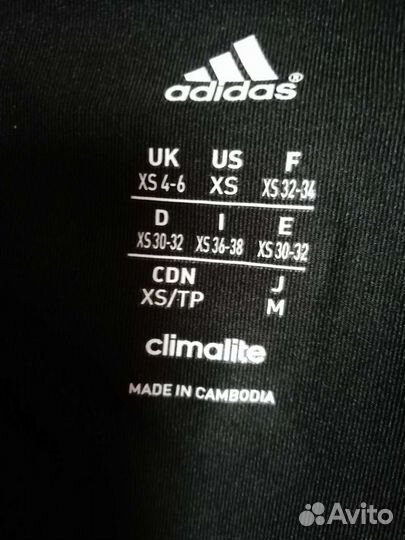 adidas®
UK US F
XS 4-6 XS XS 32-34
D I E
XS 30-32 XS 36-38 XS 30-32
CDN J
XS/TP M
climalite
MADE IN CAMBODIA
Avito